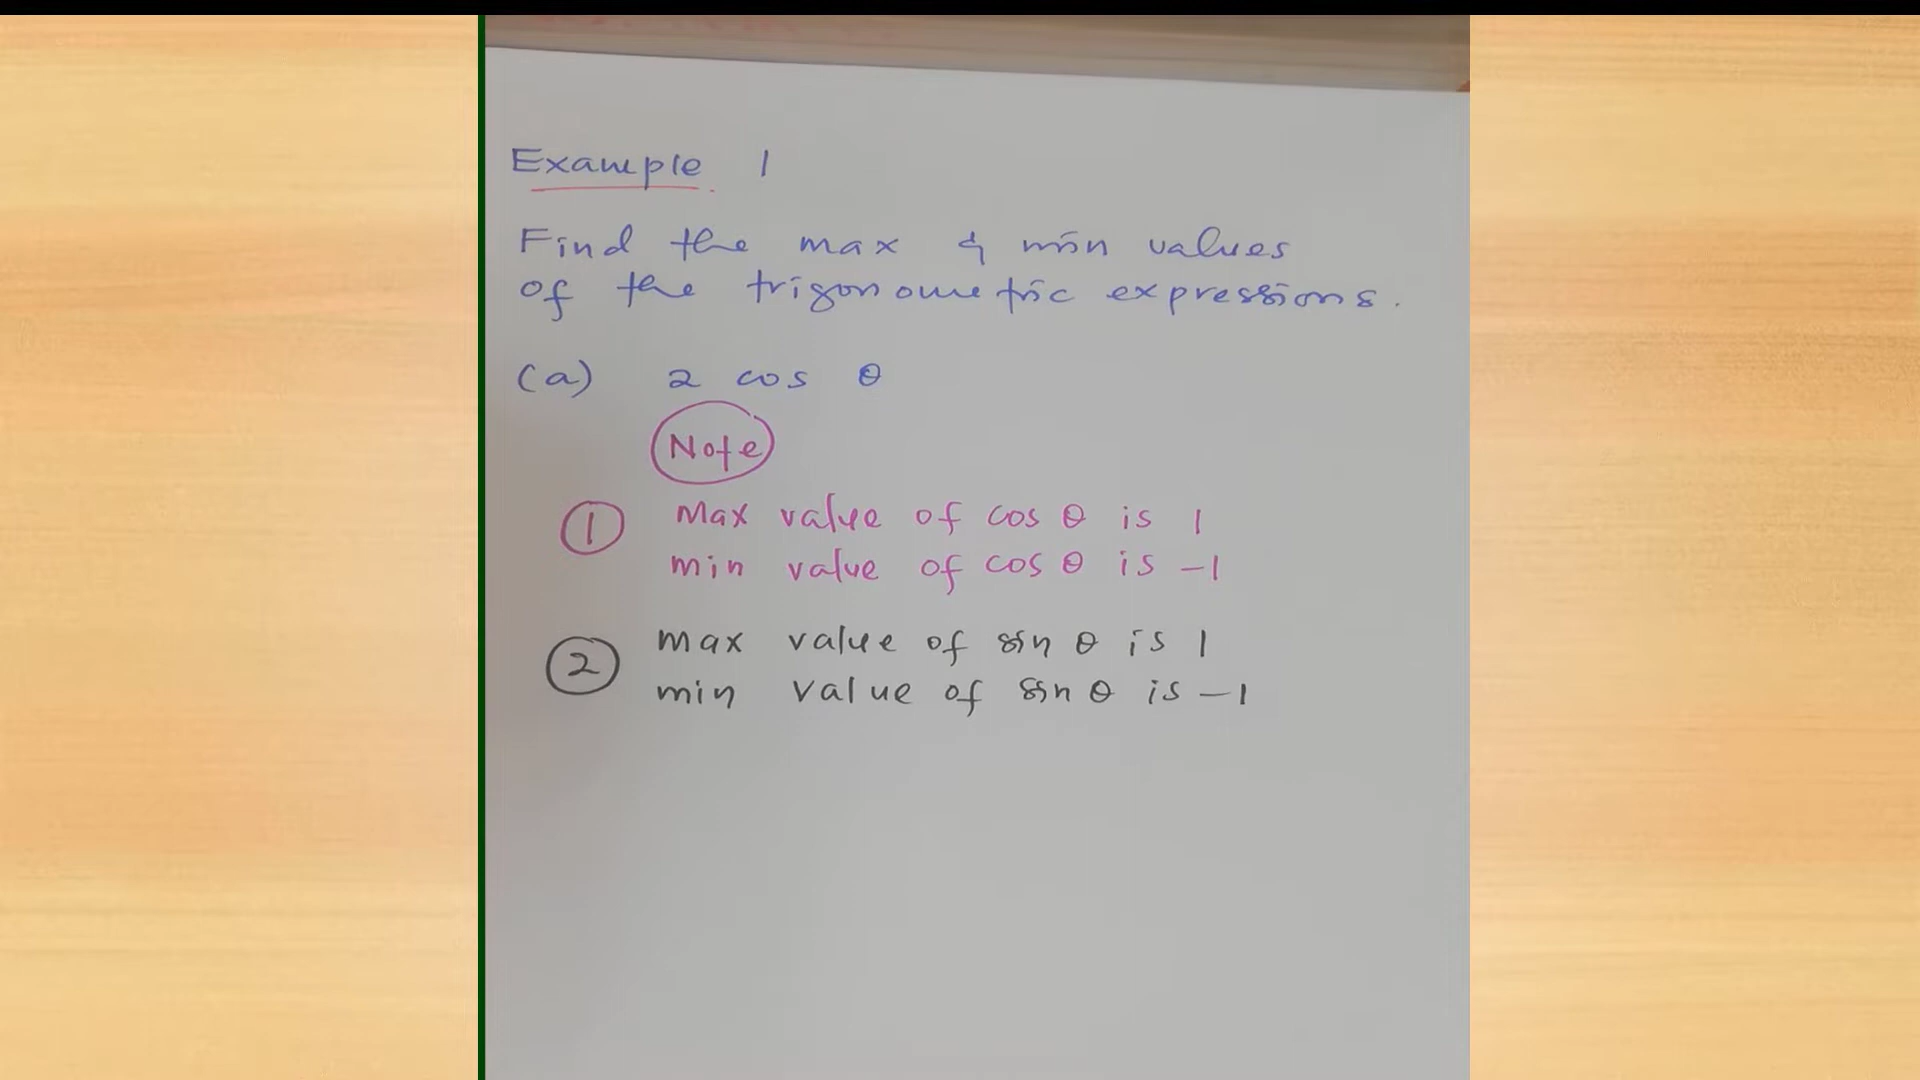 Example 1
Find the max & min values
of the trigonometric expressions.
(a) 2 cos θ
Note
① Max value of cos θ is 1
min value of cos θ is -1
② max value of sin θ is 1
min value of sin θ is -1